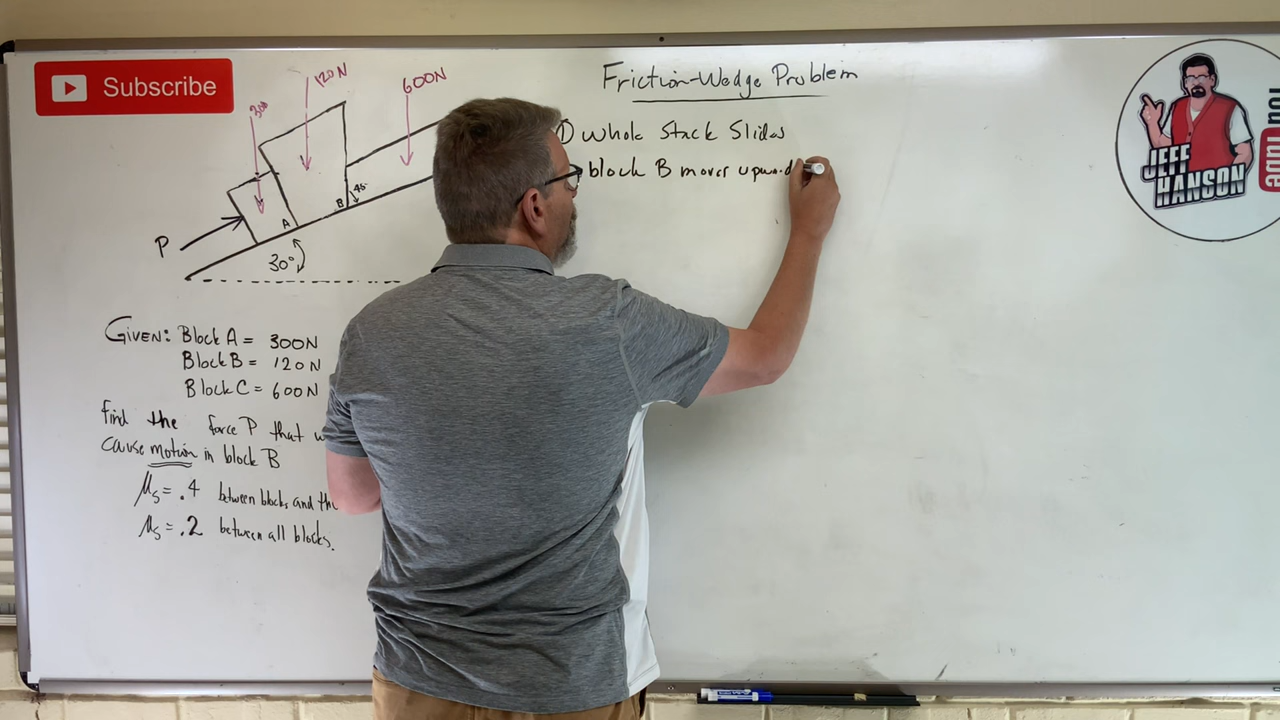 Subscribe
300
120N
600N
P
A
B
45°
30°
Friction-Wedge Problem
① Whole Stack Slides
block B moves upward
JEFF
HANSON
You
Tube
GIVEN: Block A = 300N
Block B = 120N
Block C = 600N
find the force P that
cause motion in block B
μs = .4 between blocks and the
μs = .2 between all blocks.